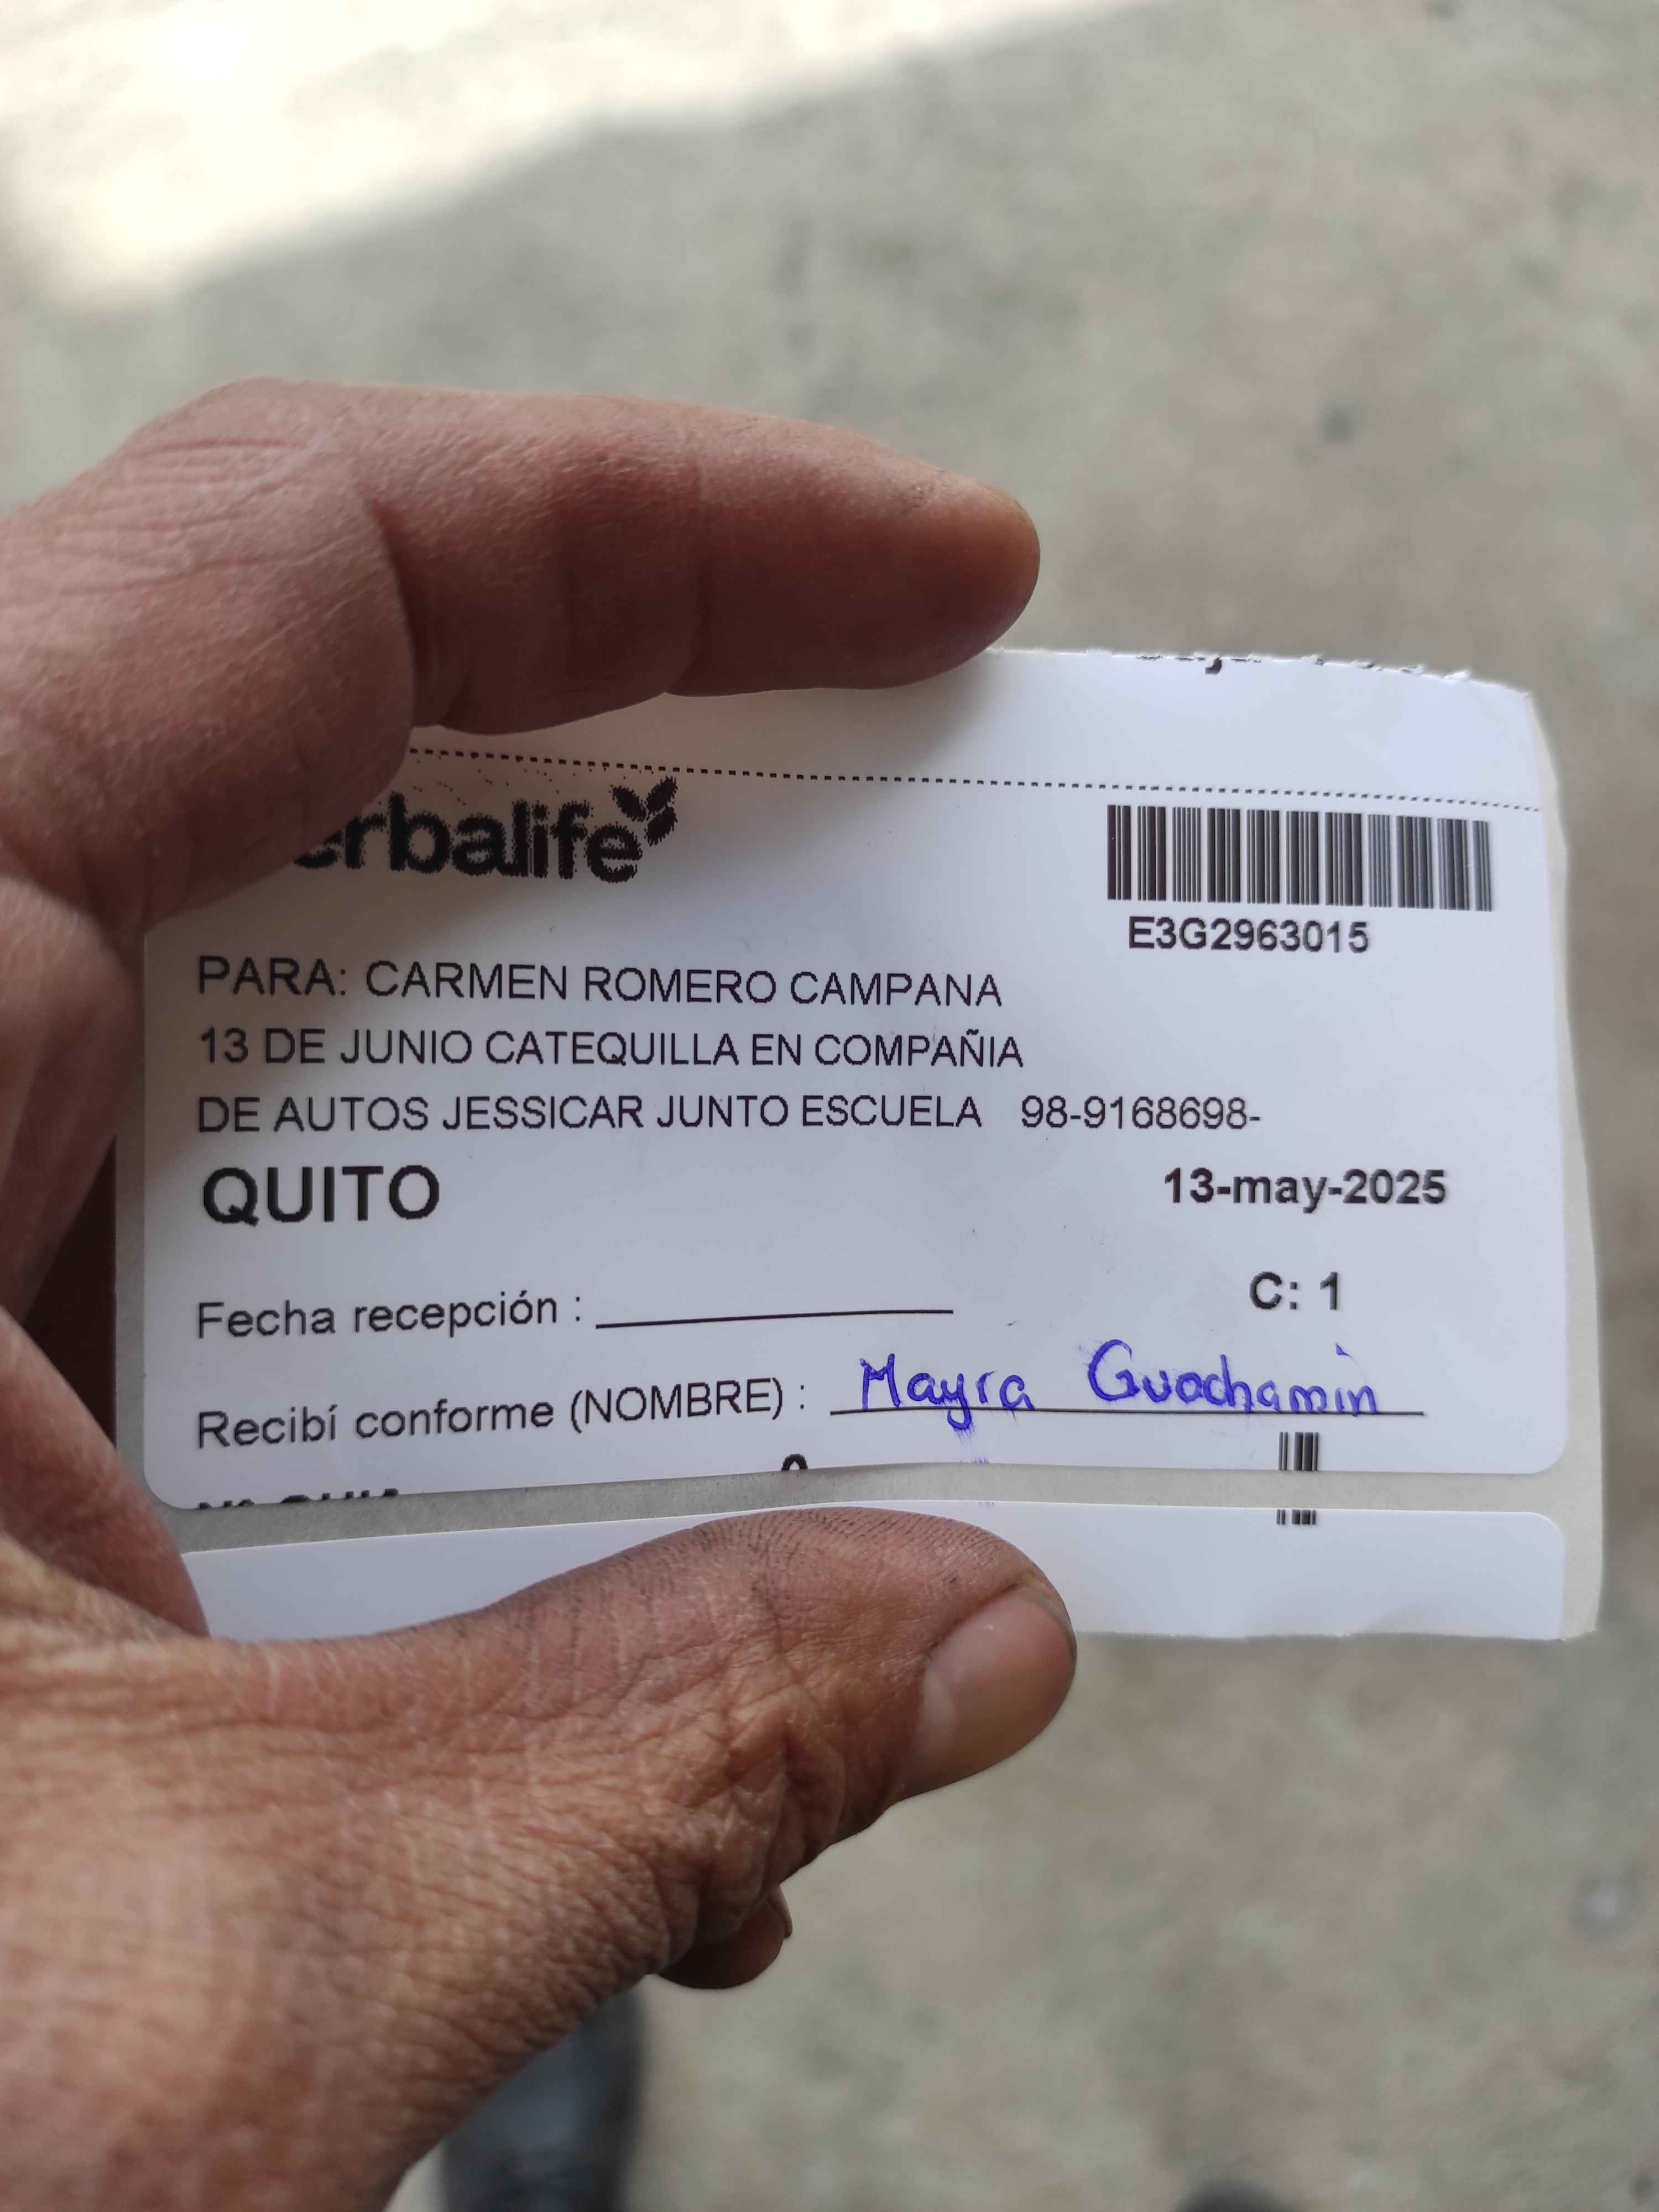 erbalife
E3G2963015
PARA: CARMEN ROMERO CAMPANA
13 DE JUNIO CATEQUILLA EN COMPAÑIA
DE AUTOS JESSICAR JUNTO ESCUELA 98-9168698-
QUITO 13-may-2025
C: 1
Fecha recepción :
Recibí conforme (NOMBRE) : Mayra Guachamin